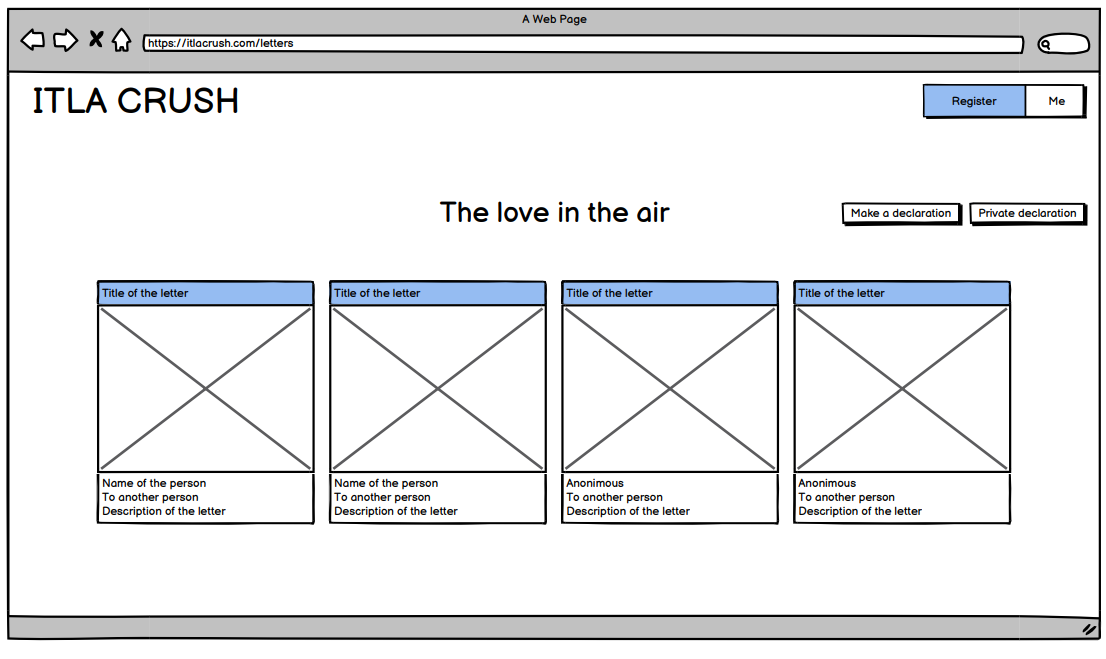 A Web Page
https://itlacrush.com/letters
ITLA CRUSH
Register
Me
The love in the air
Make a declaration
Private declaration
Title of the letter
Title of the letter
Title of the letter
Title of the letter
Name of the person
To another person
Description of the letter
Name of the person
To another person
Description of the letter
Anonimous
To another person
Description of the letter
Anonimous
To another person
Description of the letter